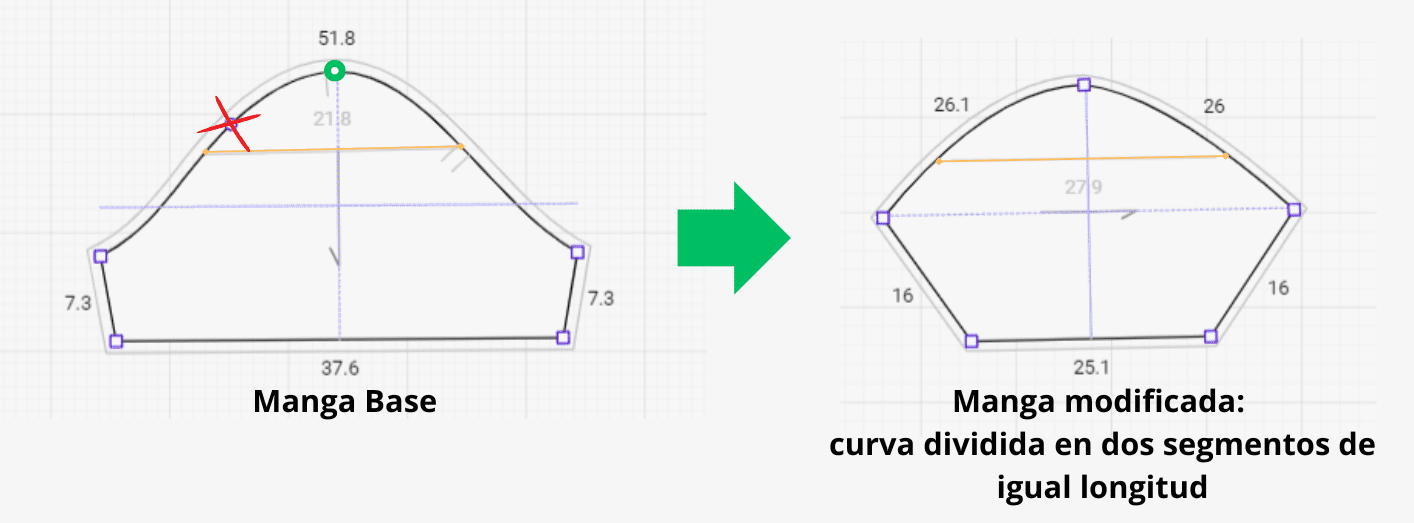 51.8
21.8
7.3
7.3
37.6
Manga Base
26.1
26
27.9
16
16
25.1
Manga modificada:
curva dividida en dos segmentos de
igual longitud